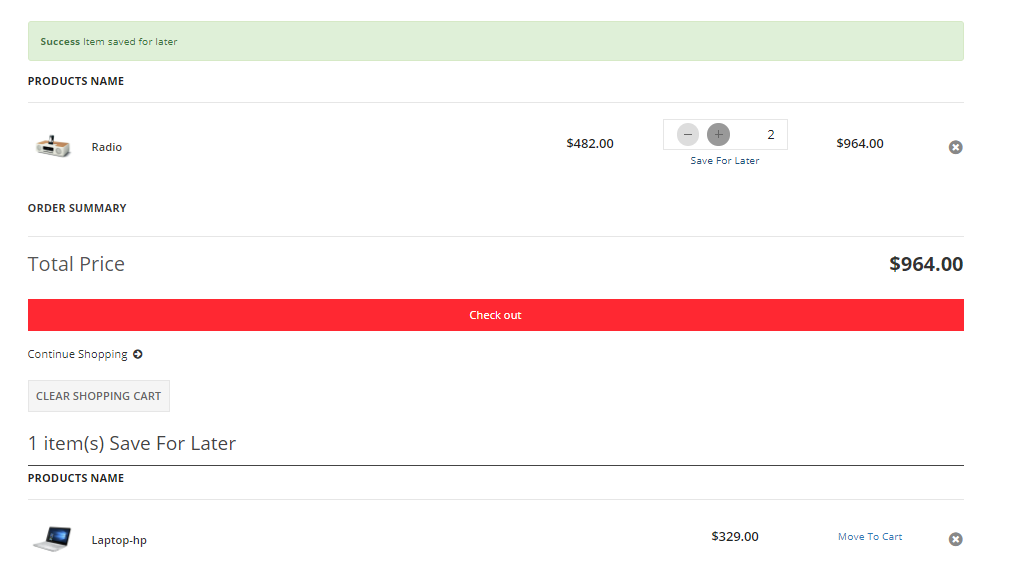 Success Item saved for later
PRODUCTS NAME
Radio $482.00 − + 2 $964.00
Save For Later
ORDER SUMMARY
Total Price $964.00
Check out
Continue Shopping
CLEAR SHOPPING CART
1 item(s) Save For Later
PRODUCTS NAME
Laptop-hp $329.00 Move To Cart